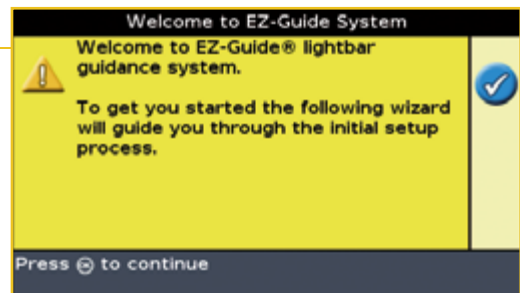 Welcome to EZ-Guide System
Welcome to EZ-Guide® lightbar
guidance system.
To get you started the following wizard
will guide you through the initial setup
process.
Press OK to continue